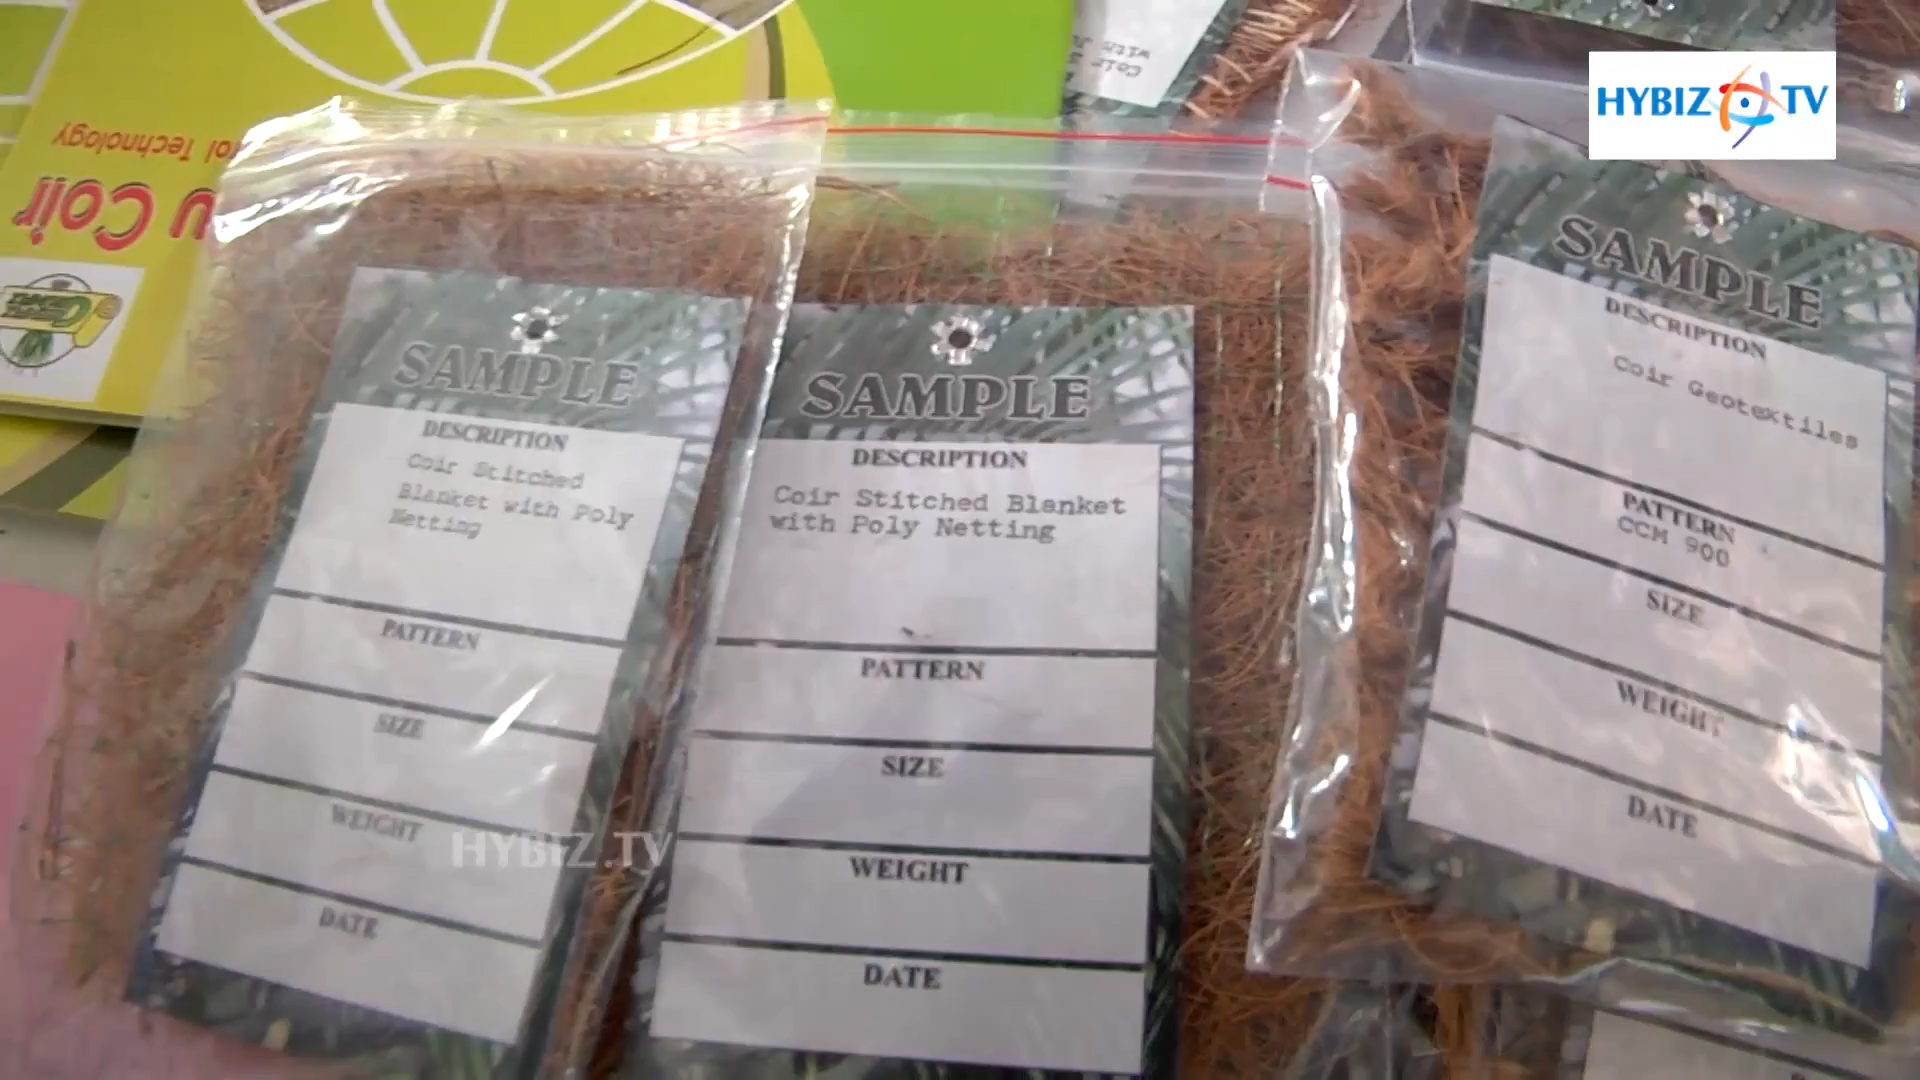 HYBIZ TV
Coir
with
Technology
Coir
SAMPLE
DESCRIPTION
Coir Stitched
Blanket with Poly
Netting
PATTERN
SIZE
WEIGHT
DATE
SAMPLE
DESCRIPTION
Coir Stitched Blanket
with Poly Netting
PATTERN
SIZE
WEIGHT
DATE
SAMPLE
DESCRIPTION
Coir Geotextiles
PATTERN
CCM 900
SIZE
WEIGHT
DATE
HYBIZ.TV